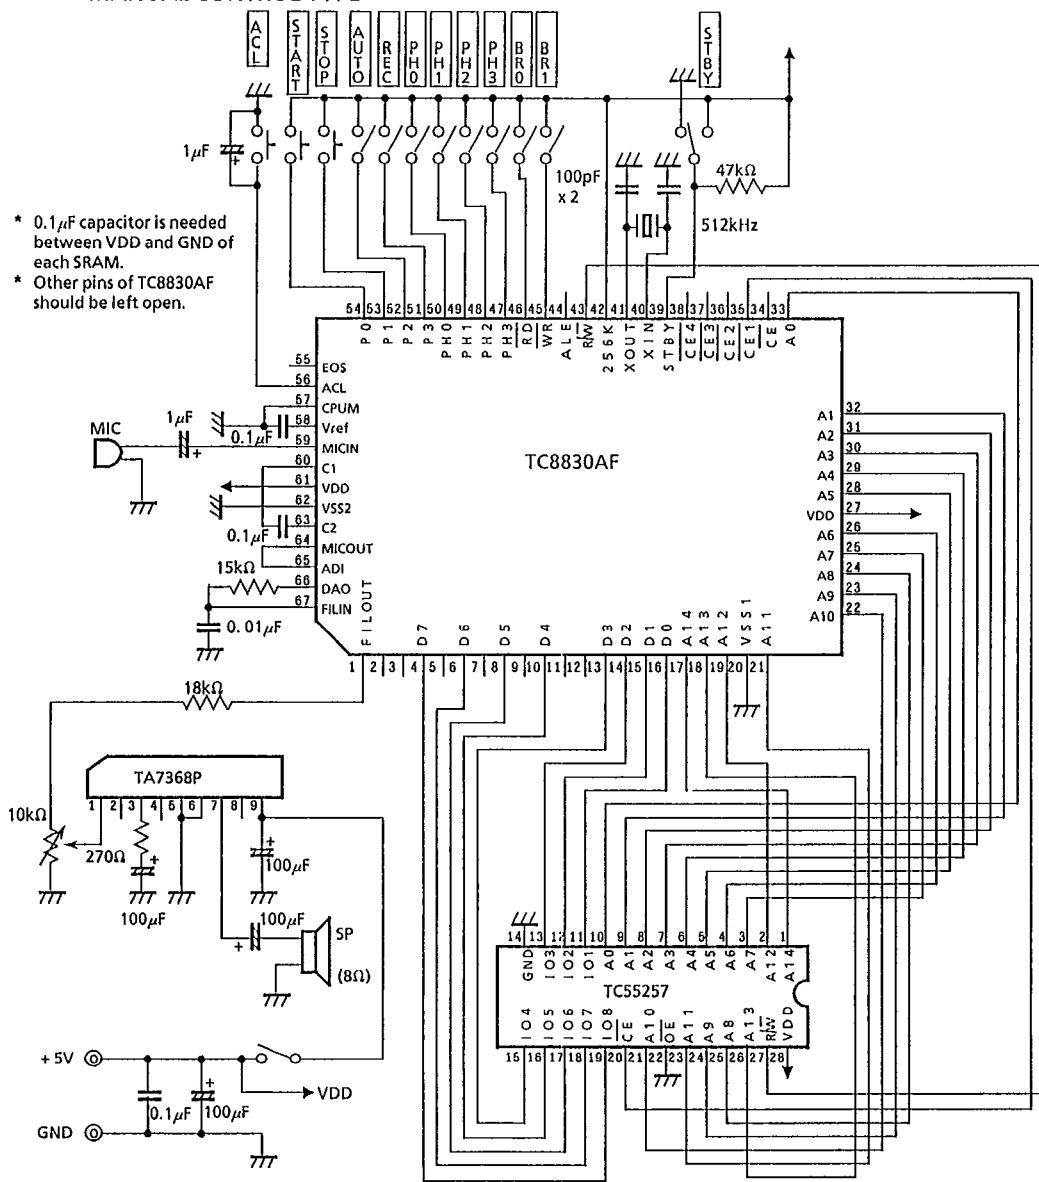 ACL
START
STOP
AUTO
REC
PH0
PH1
PH2
PH3
BR0
BR1
STBY
1μF
+
100pF
x 2
47kΩ
512kHz
* 0.1μF capacitor is needed
between VDD and GND of
each SRAM.
* Other pins of TC8830AF
should be left open.
54 53 52 51 50 49 48 47 46 45 44 43 42 41 40 39 38 37 36 35 34 33
P0 P1 P2 P3 PH0 PH1 PH2 PH3 RD WR ALE R/W 256K XOUT XIN STBY CE4 CE3 CE2 CE1 CE A0
55 EOS
56 ACL
57 CPUM
58 Vref
59 MICIN
60 C1
61 VDD
62 VSS2
63 C2
64 MICOUT
65 ADI
66 DAO
67 FILIN
MIC
1μF
+
0.1μF
0.1μF
15kΩ
0.01μF
TC8830AF
A1 32
A2 31
A3 30
A4 29
A5 28
VDD 27
A6 26
A7 25
A8 24
A9 23
A10 22
FILOUT D7 D6 D5 D4 D3 D2 D1 D0 A14 A13 A12 VSS1 A11
1 2 3 4 5 6 7 8 9 10 11 12 13 14 15 16 17 18 19 20 21
18kΩ
TA7368P
1 2 3 4 5 6 7 8 9
10kΩ
270Ω
+
100μF
+
100μF
100μF
+
SP
(8Ω)
14 13 12 11 10 9 8 7 6 5 4 3 2 1
GND IO3 IO2 IO1 A0 A1 A2 A3 A4 A5 A6 A7 A12 A14
TC55257
IO4 IO5 IO6 IO7 IO8 CE A10 OE A11 A9 A8 A13 R/W VDD
15 16 17 18 19 20 21 22 23 24 25 26 27 28
+ 5V
VDD
0.1μF
+
100μF
GND